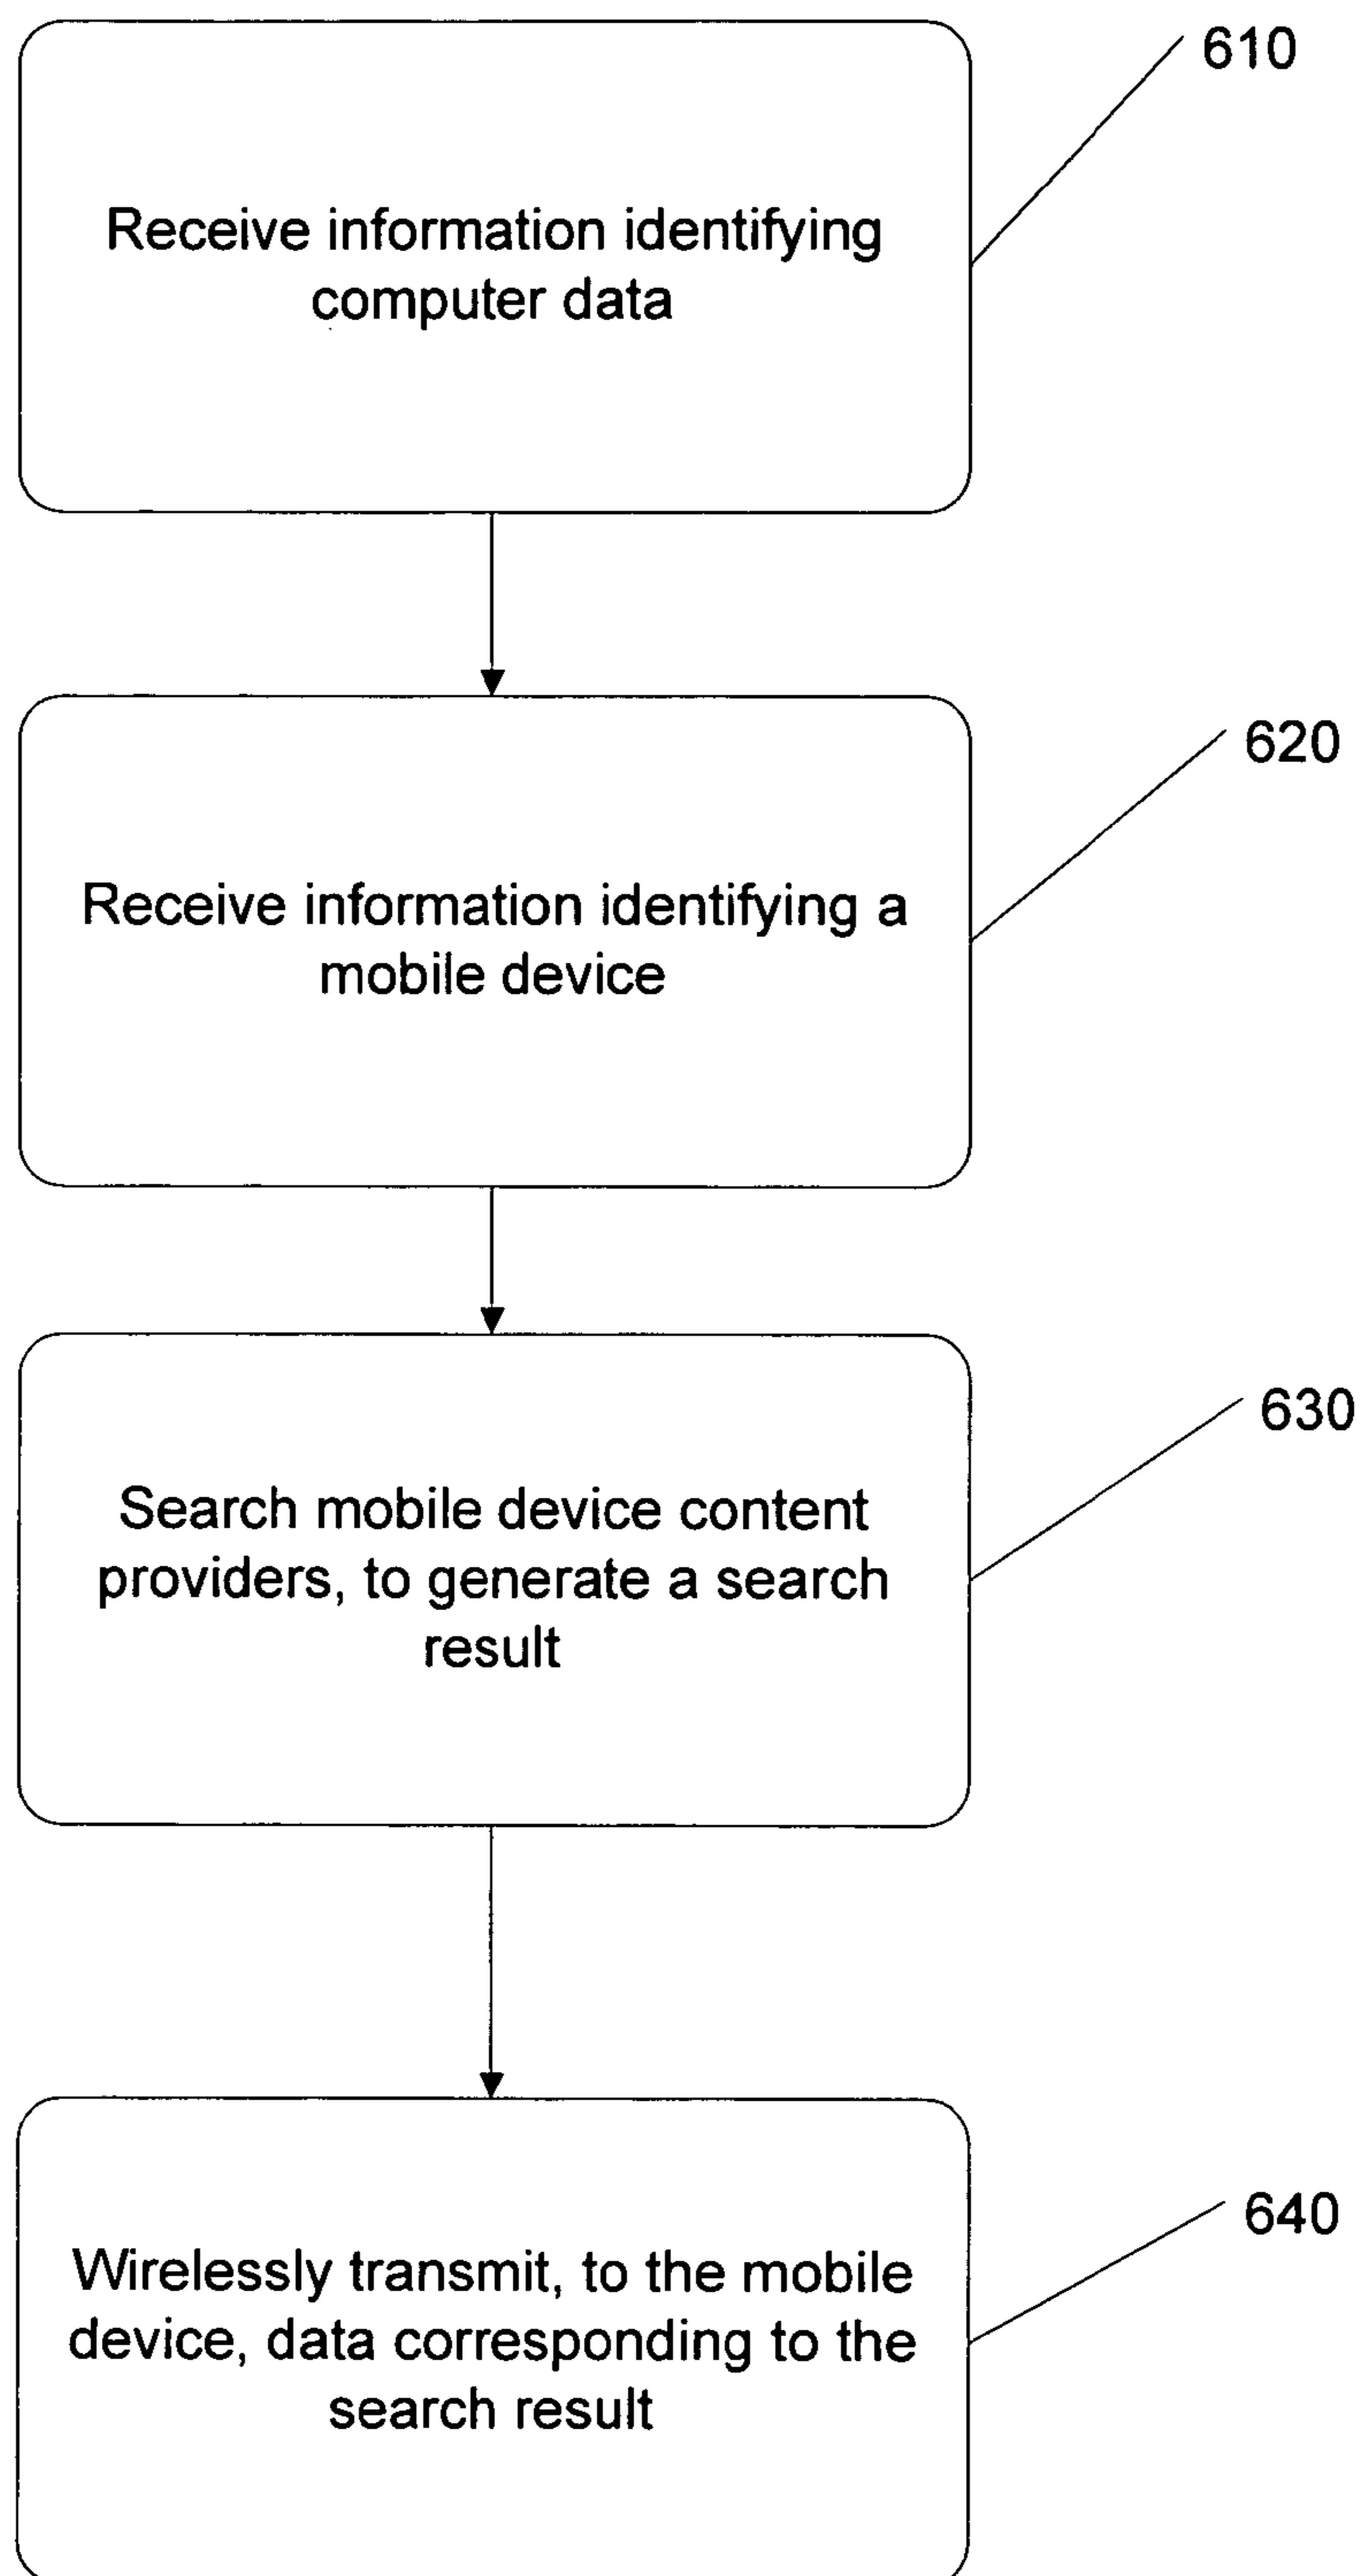 610
Receive information identifying
computer data
620
Receive information identifying a
mobile device
630
Search mobile device content
providers, to generate a search
result
640
Wirelessly transmit, to the mobile
device, data corresponding to the
search result